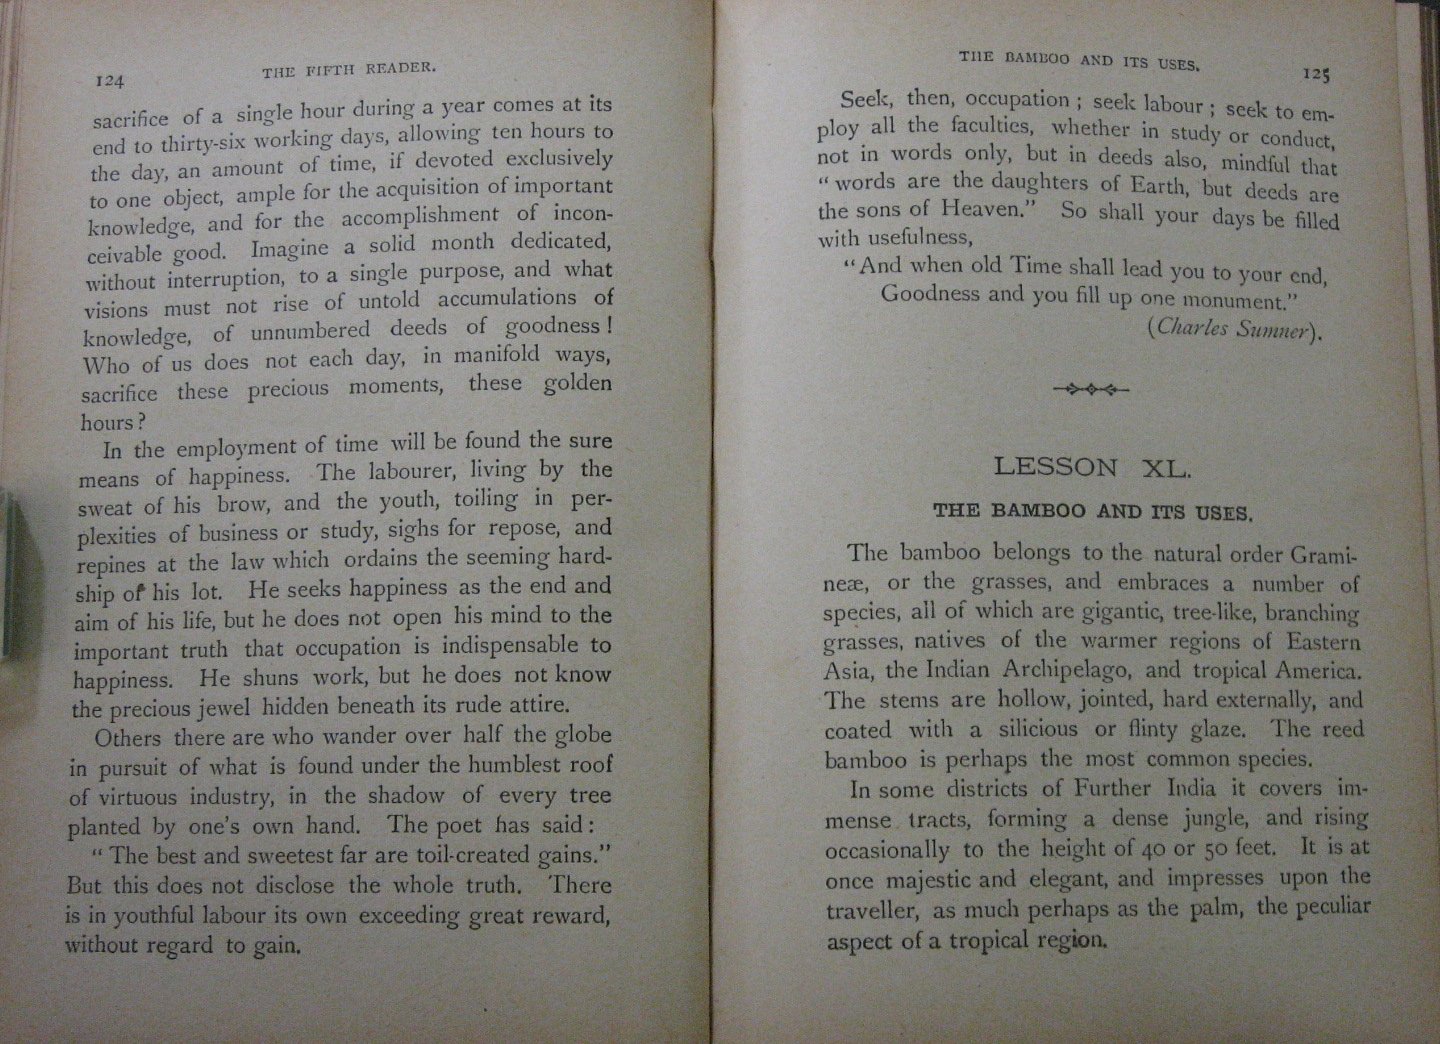 124
THE FIFTH READER.
sacrifice of a single hour during a year comes at its
end to thirty-six working days, allowing ten hours to
the day, an amount of time, if devoted exclusively
to one object, ample for the acquisition of important
knowledge, and for the accomplishment of incon-
ceivable good. Imagine a solid month dedicated,
without interruption, to a single purpose, and what
visions must not rise of untold accumulations of
knowledge, of unnumbered deeds of goodness!
Who of us does not each day, in manifold ways,
sacrifice these precious moments, these golden
hours?
In the employment of time will be found the sure
means of happiness. The labourer, living by the
sweat of his brow, and the youth, toiling in per-
plexities of business or study, sighs for repose, and
repines at the law which ordains the seeming hard-
ship of his lot. He seeks happiness as the end and
aim of his life, but he does not open his mind to the
important truth that occupation is indispensable to
happiness. He shuns work, but he does not know
the precious jewel hidden beneath its rude attire.
Others there are who wander over half the globe
in pursuit of what is found under the humblest roof
of virtuous industry, in the shadow of every tree
planted by one's own hand. The poet has said:
"The best and sweetest far are toil-created gains."
But this does not disclose the whole truth. There
is in youthful labour its own exceeding great reward,
without regard to gain.
THE BAMBOO AND ITS USES.
125
Seek, then, occupation; seek labour; seek to em-
ploy all the faculties, whether in study or conduct,
not in words only, but in deeds also, mindful that
"words are the daughters of Earth, but deeds are
the sons of Heaven." So shall your days be filled
with usefulness,
"And when old Time shall lead you to your end,
Goodness and you fill up one monument."
(Charles Sumner).
LESSON XL.
THE BAMBOO AND ITS USES.
The bamboo belongs to the natural order Grami-
neæ, or the grasses, and embraces a number of
species, all of which are gigantic, tree-like, branching
grasses, natives of the warmer regions of Eastern
Asia, the Indian Archipelago, and tropical America.
The stems are hollow, jointed, hard externally, and
coated with a silicious or flinty glaze. The reed
bamboo is perhaps the most common species.
In some districts of Further India it covers im-
mense tracts, forming a dense jungle, and rising
occasionally to the height of 40 or 50 feet. It is at
once majestic and elegant, and impresses upon the
traveller, as much perhaps as the palm, the peculiar
aspect of a tropical region.